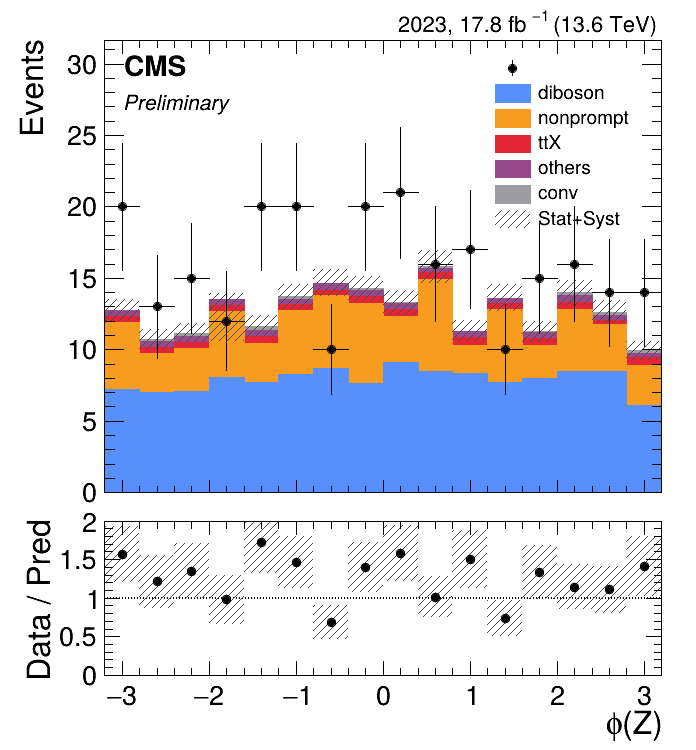 2023, 17.8 fb⁻¹ (13.6 TeV)
Events
30
25
20
15
10
5
0
CMS
Preliminary
diboson
nonprompt
ttX
others
conv
Stat+Syst
Data / Pred
2
1.5
1
0.5
0
−3 −2 −1 0 1 2 3
ϕ(Z)